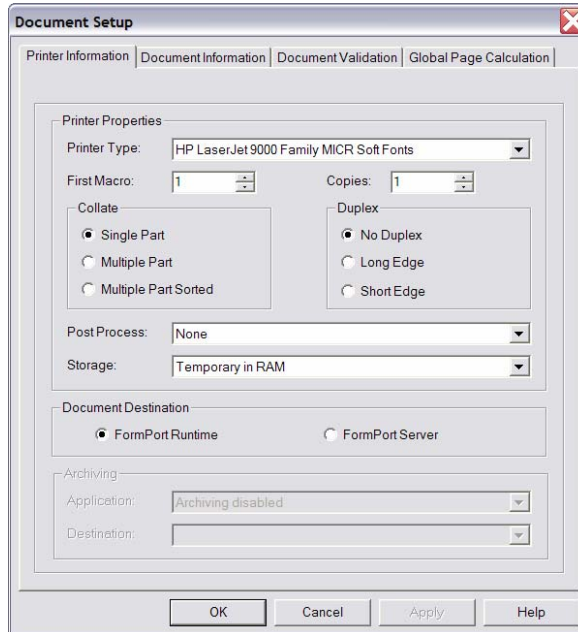 Document Setup
Printer Information Document Information Document Validation Global Page Calculation
Printer Properties
Printer Type: HP LaserJet 9000 Family MICR Soft Fonts
First Macro: 1 Copies: 1
Collate Duplex
Single Part No Duplex
Multiple Part Long Edge
Multiple Part Sorted Short Edge
Post Process: None
Storage: Temporary in RAM
Document Destination
FormPort Runtime FormPort Server
Archiving
Application: Archiving disabled
Destination:
OK Cancel Apply Help